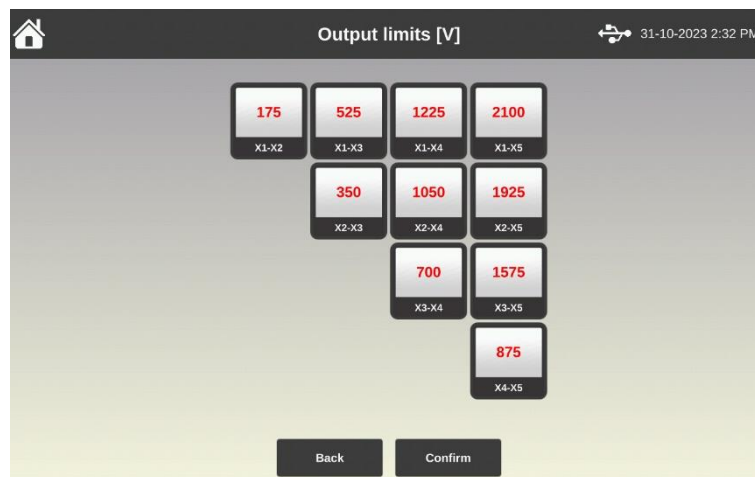 Output limits [V]
31-10-2023 2:32 PM
175 525 1225 2100
X1-X2 X1-X3 X1-X4 X1-X5
350 1050 1925
X2-X3 X2-X4 X2-X5
700 1575
X3-X4 X3-X5
875
X4-X5
Back Confirm